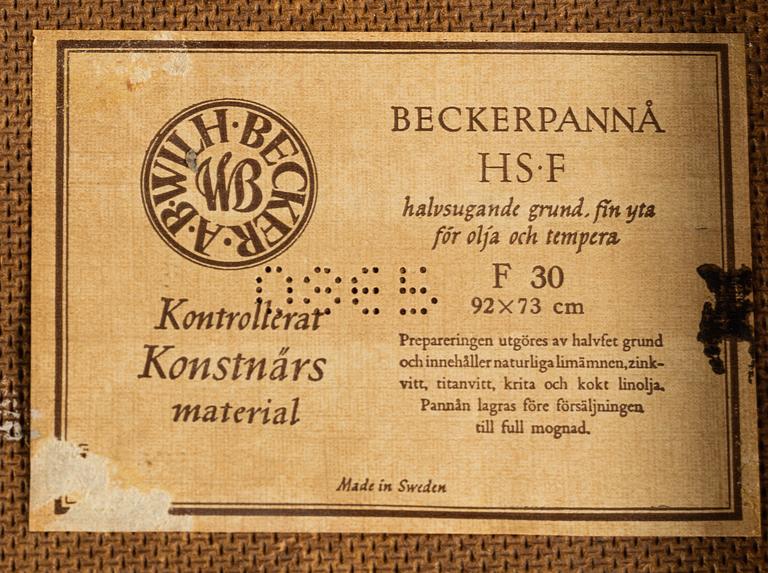 A·B·WILH·BECKER·
WB
Kontrollerat
Konstnärs
material
BECKERPANNÅ
HS·F
halvsugande grund, fin yta
för olja och tempera
F 30
92×73 cm
Prepareringen utgöres av halvfet grund
och innehåller naturliga limämnen, zink-
vitt, titanvitt, krita och kokt linolja.
Pannån lagras före försäljningen
till full mognad.
Made in Sweden